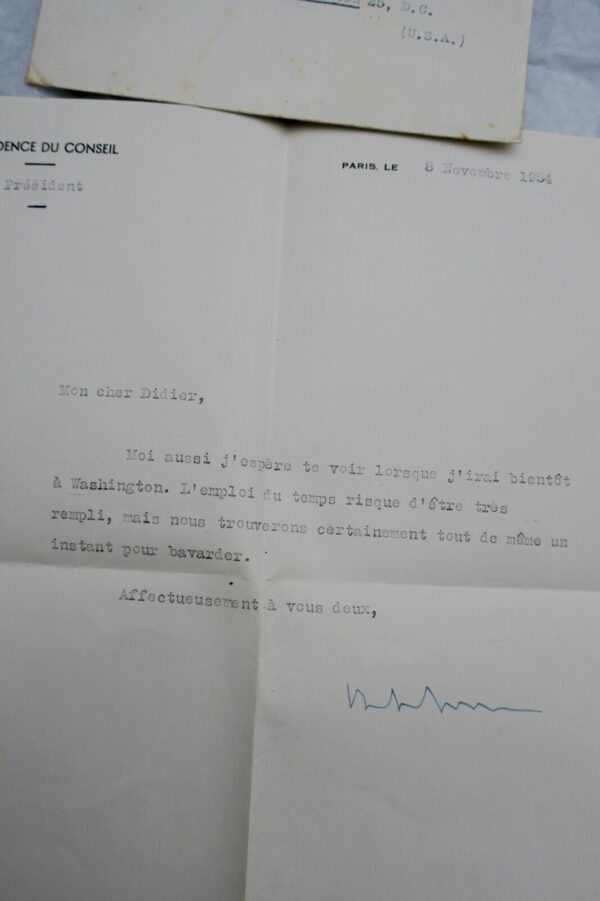 25, D.C.
(U.S.A.)
DENCE DU CONSEIL
PARIS, LE 8 Novembre 1954
Président
Mon cher Didier,
Moi aussi j'espère te voir lorsque j'irai bientôt
à Washington. L'emploi du temps risque d'être très
rempli, mais nous trouverons certainement tout de même un
instant pour bavarder.
Affectueusement à vous deux,